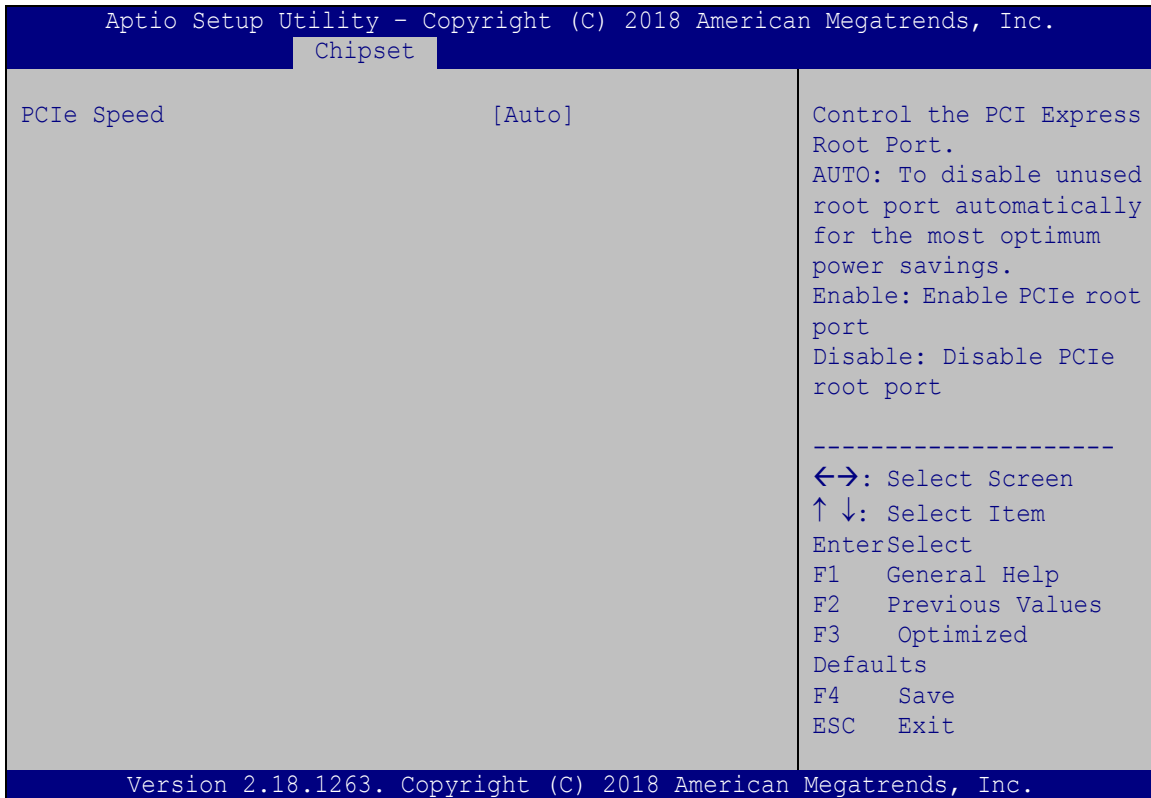 Aptio Setup Utility – Copyright (C) 2018 American Megatrends, Inc.
Chipset
PCIe Speed [Auto]
Control the PCI Express
Root Port.
AUTO: To disable unused
root port automatically
for the most optimum
power savings.
Enable: Enable PCIe root
port
Disable: Disable PCIe
root port
---------------------
←→: Select Screen
↑ ↓: Select Item
EnterSelect
F1 General Help
F2 Previous Values
F3 Optimized
Defaults
F4 Save
ESC Exit
Version 2.18.1263. Copyright (C) 2018 American Megatrends, Inc.